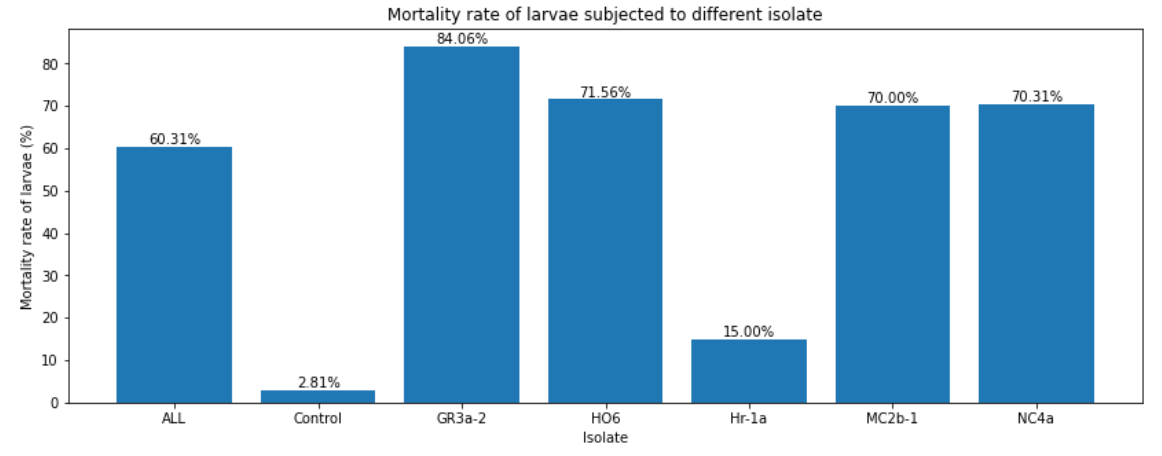 Mortality rate of larvae subjected to different isolate
Mortality rate of larvae (%)
80
70
60
50
40
30
20
10
0
60.31%
2.81%
84.06%
71.56%
15.00%
70.00%
70.31%
ALL
Control
GR3a-2
HO6
Hr-1a
MC2b-1
NC4a
Isolate